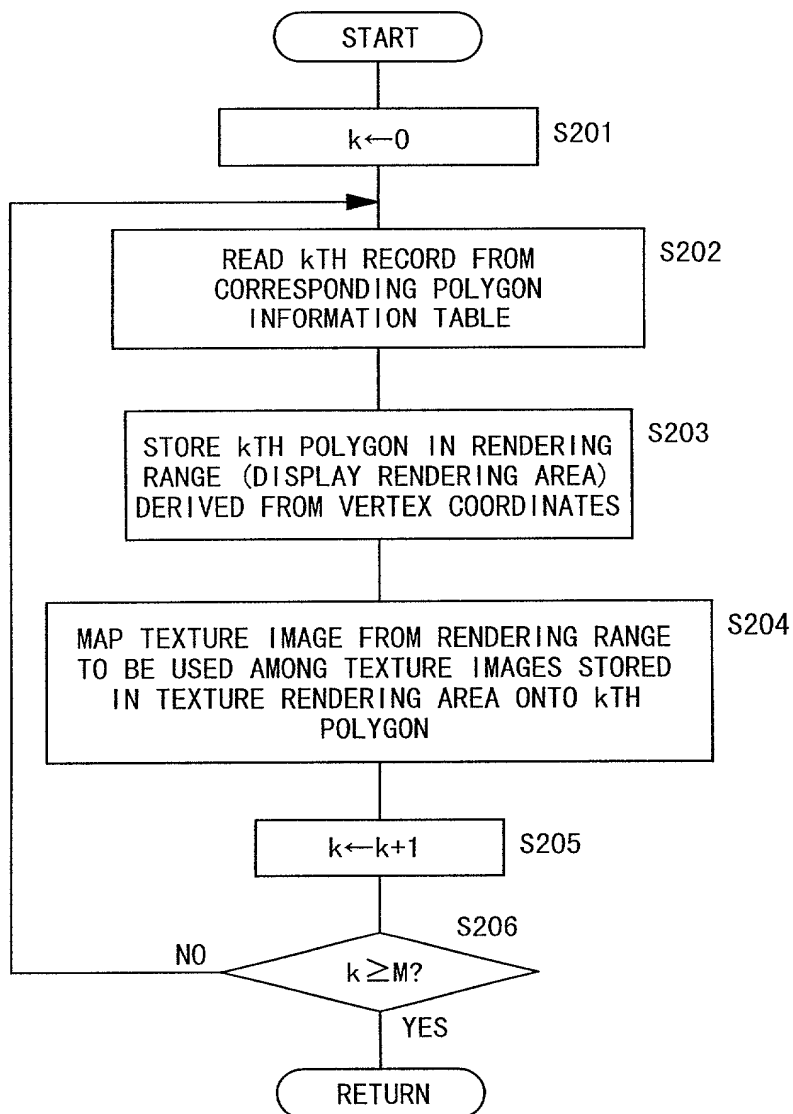 START
k←0
S201
READ kTH RECORD FROM
CORRESPONDING POLYGON
INFORMATION TABLE
S202
STORE kTH POLYGON IN RENDERING
RANGE (DISPLAY RENDERING AREA)
DERIVED FROM VERTEX COORDINATES
S203
MAP TEXTURE IMAGE FROM RENDERING RANGE
TO BE USED AMONG TEXTURE IMAGES STORED
IN TEXTURE RENDERING AREA ONTO kTH
POLYGON
S204
k←k+1
S205
S206
k≧M?
NO
YES
RETURN